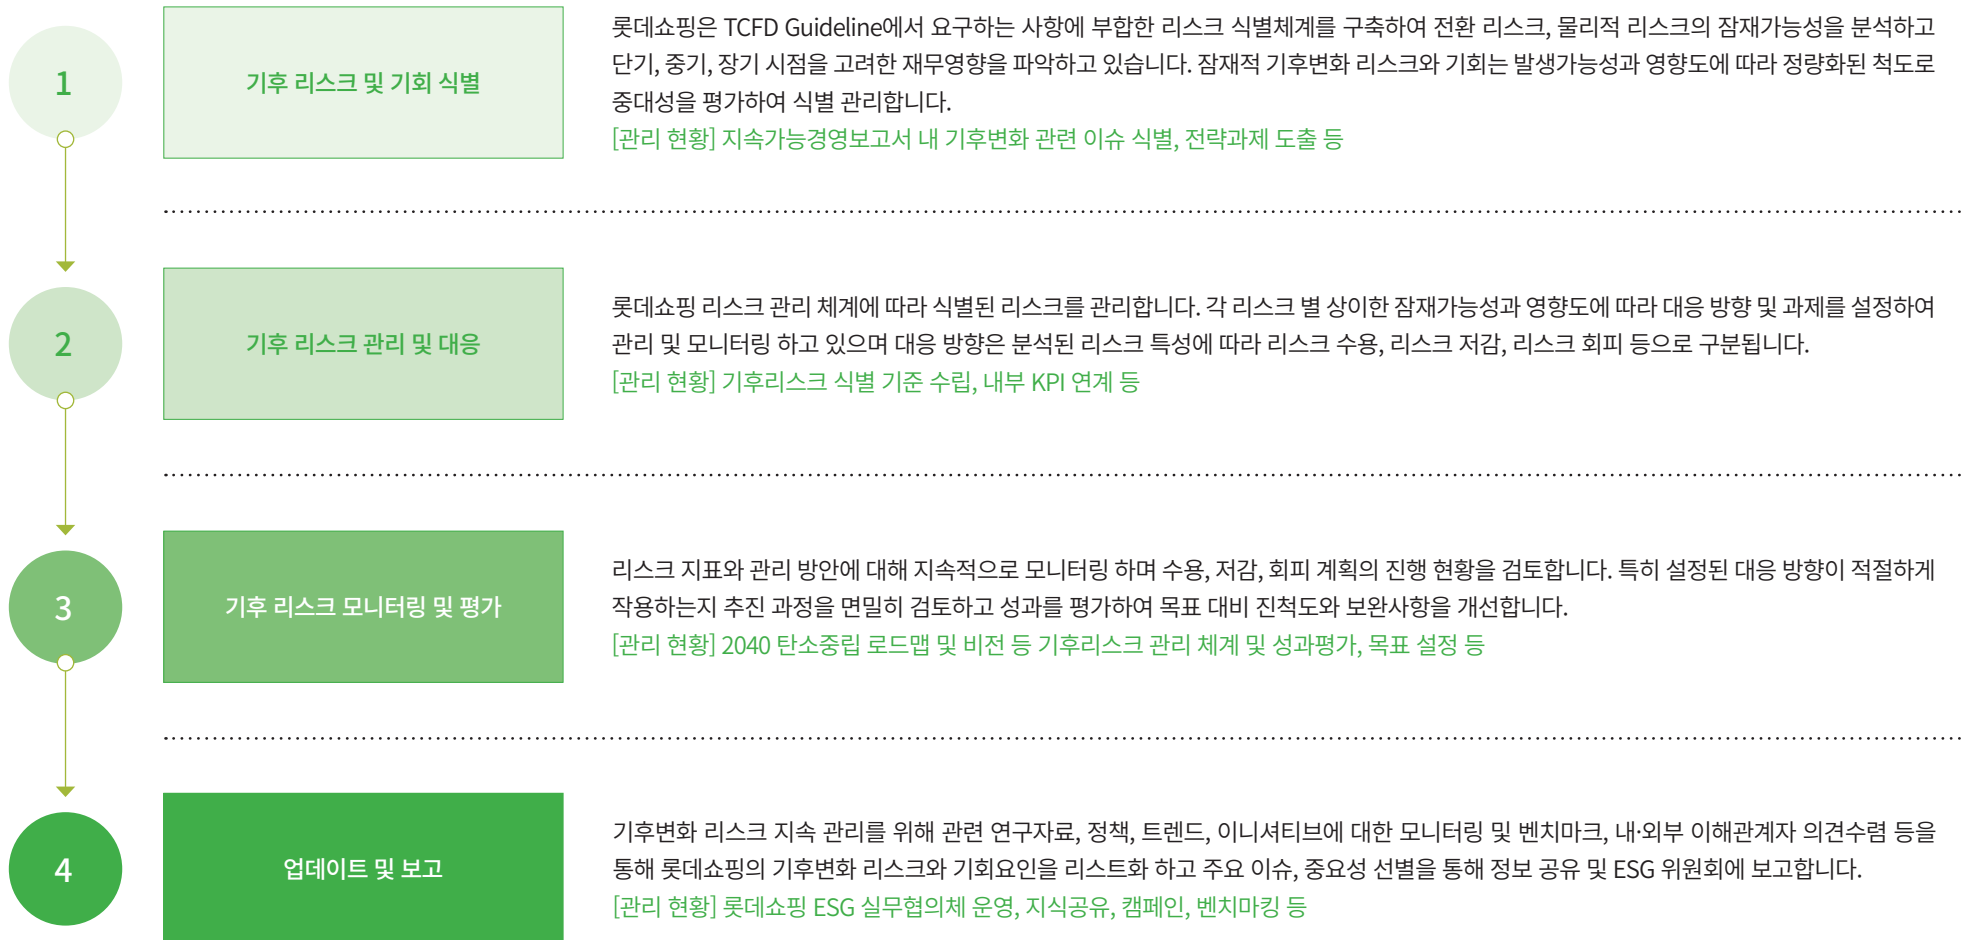 1
기후 리스크 및 기회 식별
롯데쇼핑은 TCFD Guideline에서 요구하는 사항에 부합한 리스크 식별체계를 구축하여 전환 리스크, 물리적 리스크의 잠재가능성을 분석하고
단기, 중기, 장기 시점을 고려한 재무영향을 파악하고 있습니다. 잠재적 기후변화 리스크와 기회는 발생가능성과 영향도에 따라 정량화된 척도로
중대성을 평가하여 식별 관리합니다.
[관리 현황] 지속가능경영보고서 내 기후변화 관련 이슈 식별, 전략과제 도출 등
2
기후 리스크 관리 및 대응
롯데쇼핑 리스크 관리 체계에 따라 식별된 리스크를 관리합니다. 각 리스크 별 상이한 잠재가능성과 영향도에 따라 대응 방향 및 과제를 설정하여
관리 및 모니터링 하고 있으며 대응 방향은 분석된 리스크 특성에 따라 리스크 수용, 리스크 저감, 리스크 회피 등으로 구분됩니다.
[관리 현황] 기후리스크 식별 기준 수립, 내부 KPI 연계 등
3
기후 리스크 모니터링 및 평가
리스크 지표와 관리 방안에 대해 지속적으로 모니터링 하며 수용, 저감, 회피 계획의 진행 현황을 검토합니다. 특히 설정된 대응 방향이 적절하게
작용하는지 추진 과정을 면밀히 검토하고 성과를 평가하여 목표 대비 진척도와 보완사항을 개선합니다.
[관리 현황] 2040 탄소중립 로드맵 및 비전 등 기후리스크 관리 체계 및 성과평가, 목표 설정 등
4
업데이트 및 보고
기후변화 리스크 지속 관리를 위해 관련 연구자료, 정책, 트렌드, 이니셔티브에 대한 모니터링 및 벤치마크, 내·외부 이해관계자 의견수렴 등을
통해 롯데쇼핑의 기후변화 리스크와 기회요인을 리스트화 하고 주요 이슈, 중요성 선별을 통해 정보 공유 및 ESG 위원회에 보고합니다.
[관리 현황] 롯데쇼핑 ESG 실무협의체 운영, 지식공유, 캠페인, 벤치마킹 등